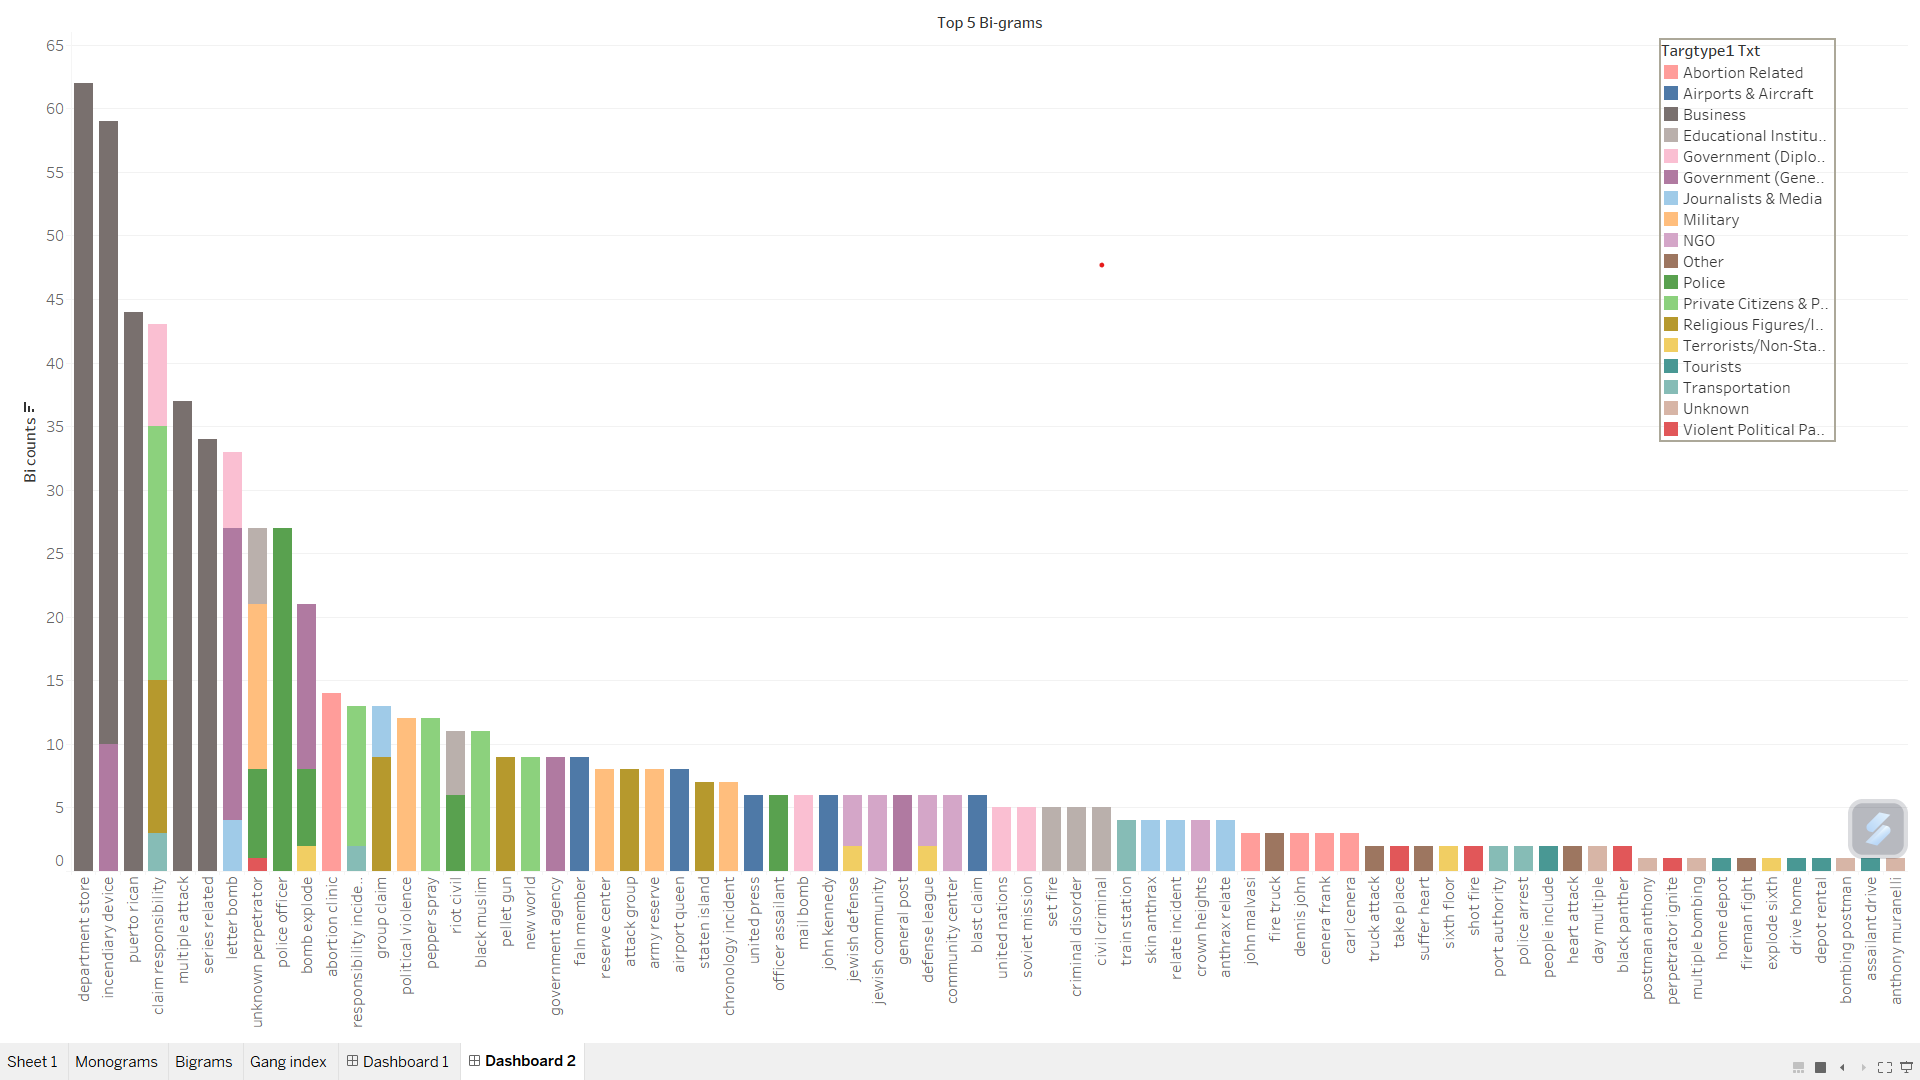 Top 5 Bi-grams
65
60
55
50
45
40
35
30
25
20
15
10
5
0
Bi counts
Targtype1 Txt
Abortion Related
Airports & Aircraft
Business
Educational Institu..
Government (Diplo..
Government (Gene..
Journalists & Media
Military
NGO
Other
Police
Private Citizens & P..
Religious Figures/I..
Terrorists/Non-Sta..
Tourists
Transportation
Unknown
Violent Political Pa..
department store
incendiary device
puerto rican
claim responsibility
multiple attack
series related
letter bomb
unknown perpetrator
police officer
bomb explode
abortion clinic
responsibility incide..
group claim
political violence
pepper spray
riot civil
black muslim
pellet gun
new world
government agency
faln member
reserve center
attack group
army reserve
airport queen
staten island
chronology incident
united press
officer assailant
mail bomb
john kennedy
jewish defense
jewish community
general post
defense league
community center
blast claim
united nations
soviet mission
set fire
criminal disorder
civil criminal
train station
skin anthrax
relate incident
crown heights
anthrax relate
john malvasi
fire truck
dennis john
cenera frank
carl cenera
truck attack
take place
suffer heart
sixth floor
shot fire
port authority
police arrest
people include
heart attack
day multiple
black panther
postman anthony
perpetrator ignite
multiple bombing
home depot
fireman fight
explode sixth
drive home
depot rental
bombing postman
assailant drive
anthony muranelli
Sheet 1 Monograms Bigrams Gang index Dashboard 1 Dashboard 2